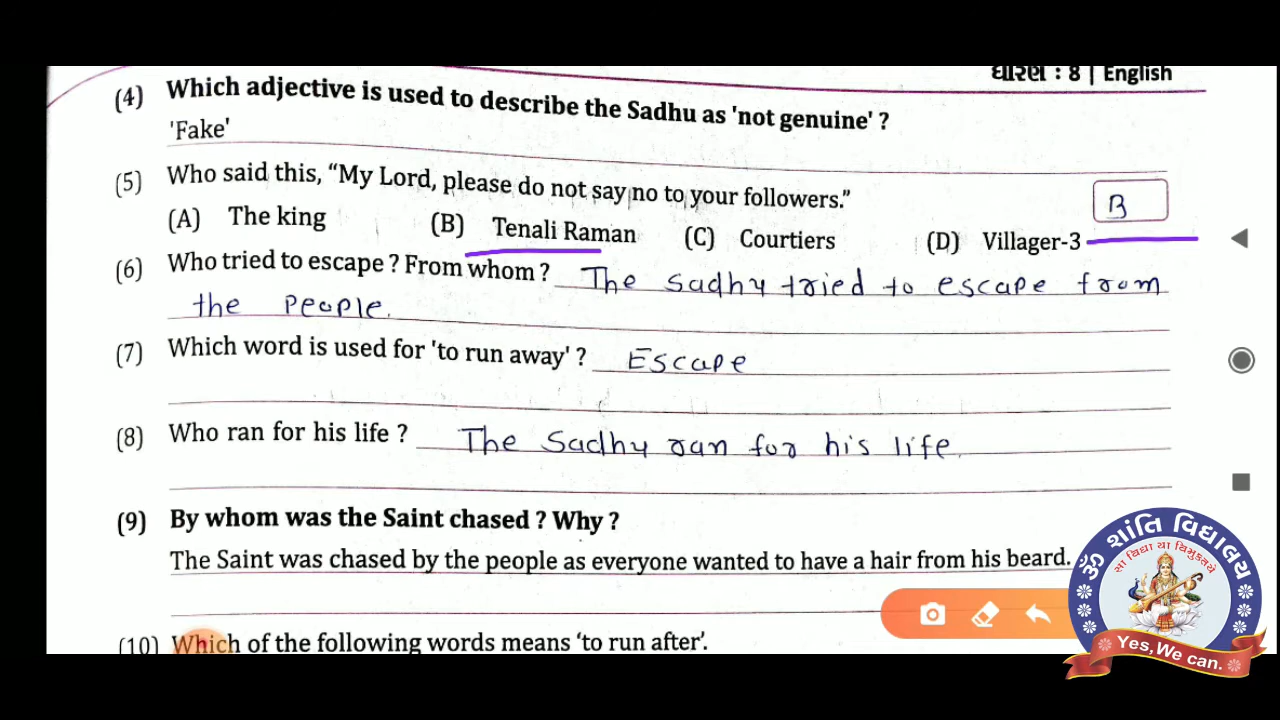 ધોરણ : 8 | English
(4) Which adjective is used to describe the Sadhu as 'not genuine' ?
'Fake'
(5) Who said this, “My Lord, please do not say no to your followers.”
B
(A) The king (B) Tenali Raman (C) Courtiers (D) Villager-3
(6) Who tried to escape ? From whom ? The sadhu tried to escape from
the people.
(7) Which word is used for 'to run away' ? Escape
(8) Who ran for his life ? The Sadhu ran for his life.
(9) By whom was the Saint chased ? Why ?
The Saint was chased by the people as everyone wanted to have a hair from his beard.
(10) Which of the following words means ‘to run after’.
ૐ શાંતિ વિદ્યાલય
સા વિદ્યા યા વિમુક્તયે
Yes, We can.